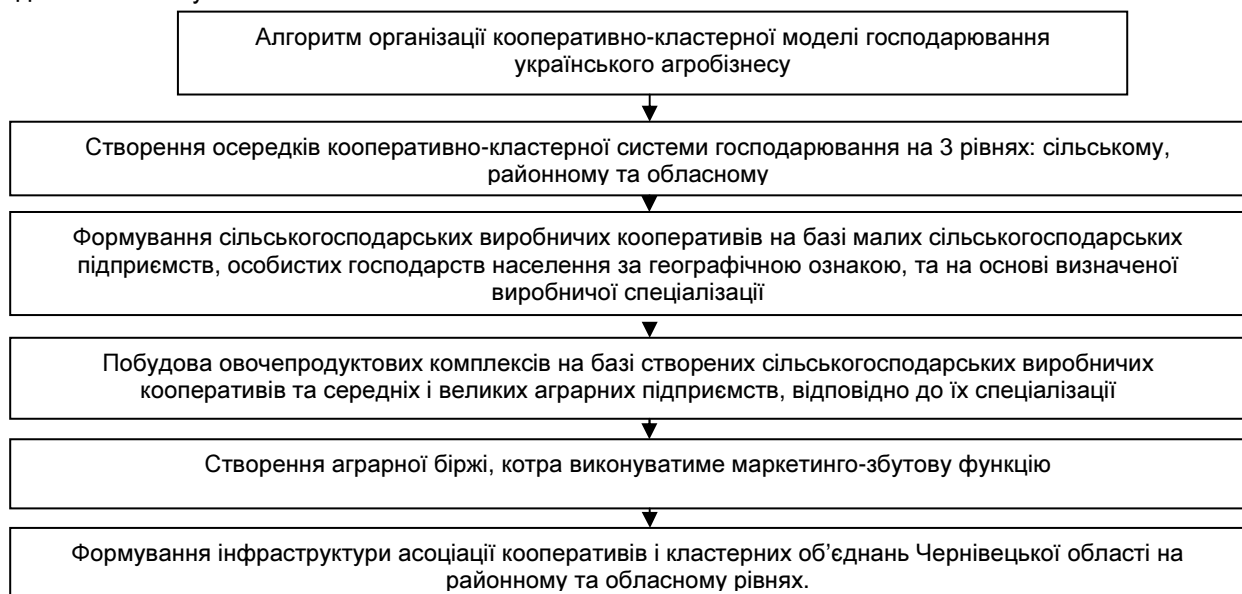 Алгоритм організації кооперативно-кластерної моделі господарювання
українського агробізнесу
Створення осередків кооперативно-кластерної системи господарювання на 3 рівнях: сільському,
районному та обласному
Формування сільськогосподарських виробничих кооперативів на базі малих сільськогосподарських
підприємств, особистих господарств населення за географічною ознакою, та на основі визначеної
виробничої спеціалізації
Побудова овочепродуктових комплексів на базі створених сільськогосподарських виробничих
кооперативів та середніх і великих аграрних підприємств, відповідно до їх спеціалізації
Створення аграрної біржі, котра виконуватиме маркетинго-збутову функцію
Формування інфраструктури асоціації кооперативів і кластерних об’єднань Чернівецької області на
районному та обласному рівнях.